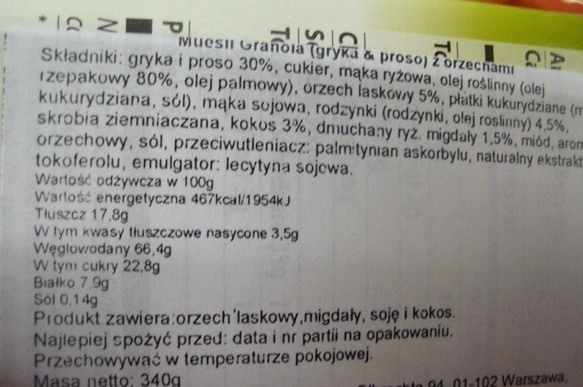 Muesli Granola (gryka & proso) z orzechami
Składniki: gryka i proso 30%, cukier, mąka ryżowa, olej roślinny (olej
rzepakowy 80%, olej palmowy), orzech laskowy 5%, płatki kukurydziane (m
kukurydziana, sól), mąka sojowa, rodzynki (rodzynki, olej roslinny) 4,5%,
skrobia ziemniaczana, kokos 3%, dmuchany ryż. migdały 1,5%, miód, arom
orzechowy, sól, przeciwutleniacz: palmitynian askorbylu, naturalny ekstrakt
tokoferolu, emulgator: lecytyna sojowa.
Wartość odżywcza w 100g
Wartość energetyczna 467kcal/1954kJ
Tłuszcz 17,8g
W tym kwasy tłuszczowe nasycone 3,5g
Węglowodany 66,4g
W tym cukry 22,8g
Białko 7,9g
Sól 0,14g
Produkt zawiera:orzech laskowy,migdały, soję i kokos.
Najlepiej spożyć przed: data i nr partii na opakowaniu.
Przechowywać w temperaturze pokojowej.
Masa netto: 340g
94, 01-102 Warszawa,